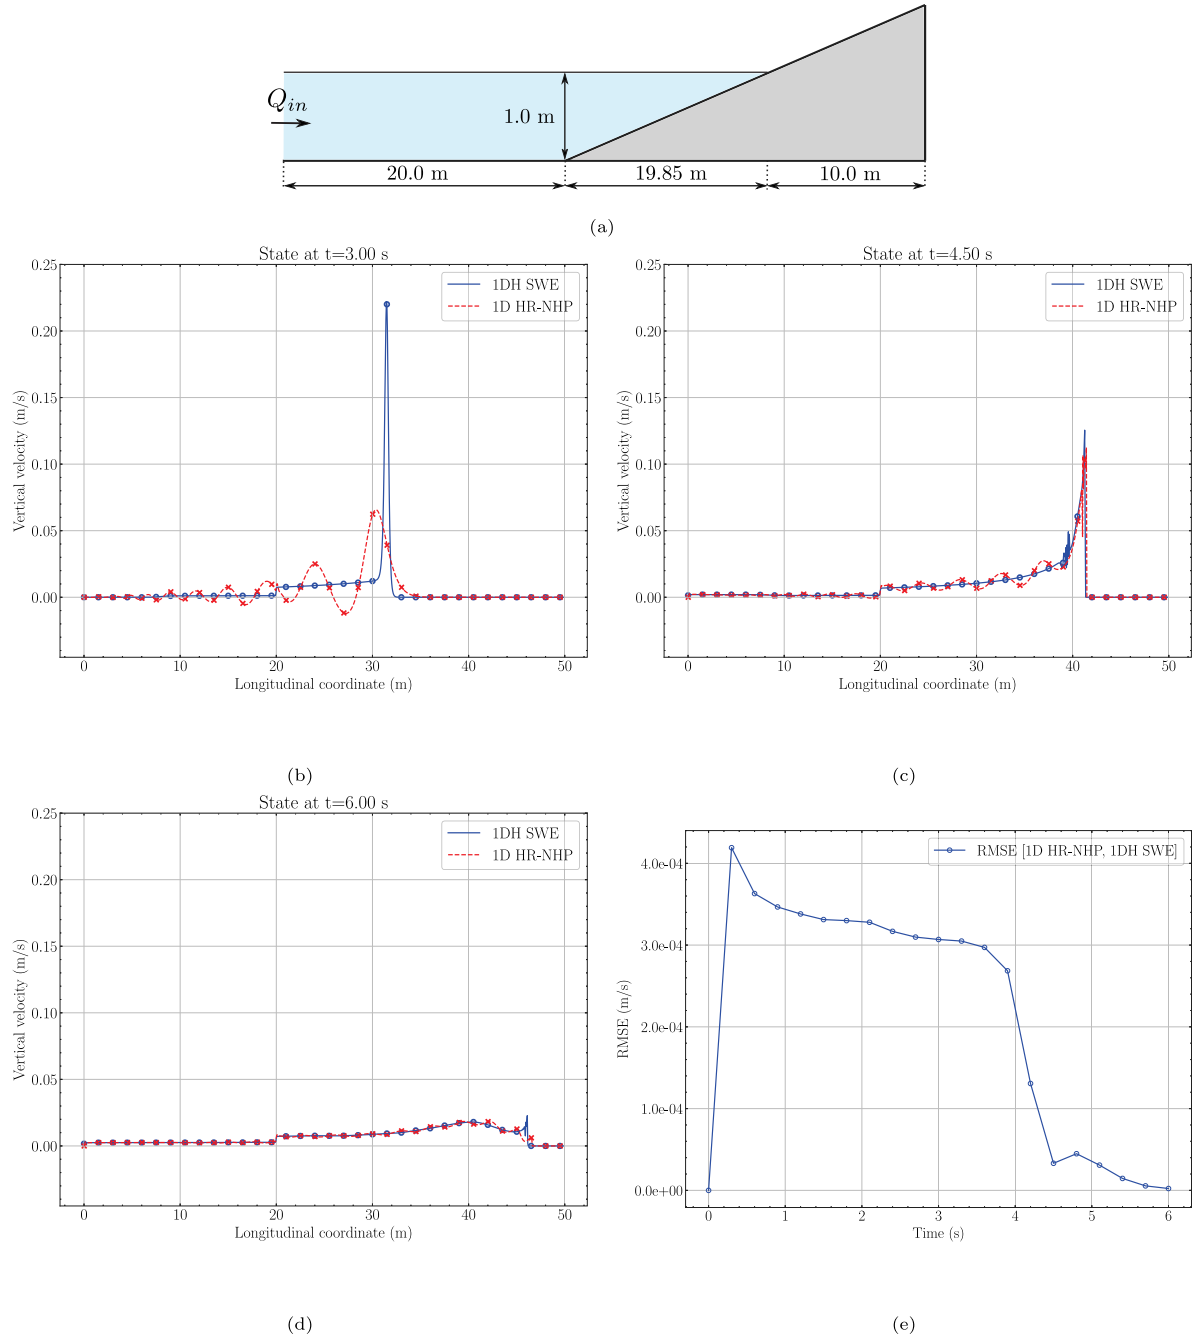 Q_in
1.0 m
20.0 m 19.85 m 10.0 m
(a)
State at t=3.00 s
0.25
0.20
0.15
0.10
0.05
0.00
Vertical velocity (m/s)
1DH SWE
1D HR-NHP
0 10 20 30 40 50
Longitudinal coordinate (m)
(b)
State at t=4.50 s
0.25
0.20
0.15
0.10
0.05
0.00
Vertical velocity (m/s)
1DH SWE
1D HR-NHP
0 10 20 30 40 50
Longitudinal coordinate (m)
(c)
State at t=6.00 s
0.25
0.20
0.15
0.10
0.05
0.00
Vertical velocity (m/s)
1DH SWE
1D HR-NHP
0 10 20 30 40 50
Longitudinal coordinate (m)
(d)
RMSE [1D HR-NHP, 1DH SWE]
4.0e-04
3.0e-04
2.0e-04
1.0e-04
0.0e+00
RMSE (m/s)
0 1 2 3 4 5 6
Time (s)
(e)